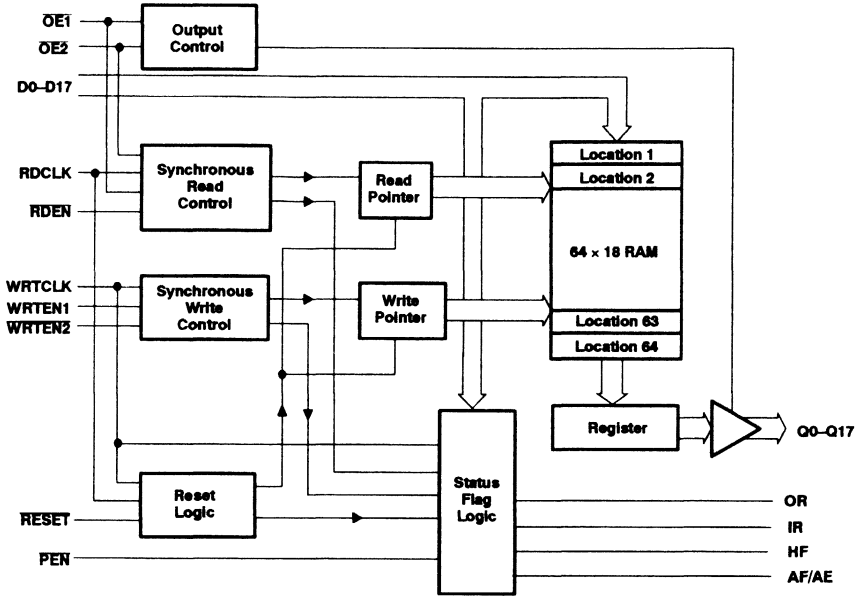 OE1
OE2
D0–D17
Output
Control
RDCLK
RDEN
Synchronous
Read
Control
Read
Pointer
Location 1
Location 2
64 × 18 RAM
Location 63
Location 64
WRTCLK
WRTEN1
WRTEN2
Synchronous
Write
Control
Write
Pointer
Register
Q0–Q17
Reset
Logic
RESET
PEN
Status
Flag
Logic
OR
IR
HF
AF/AE